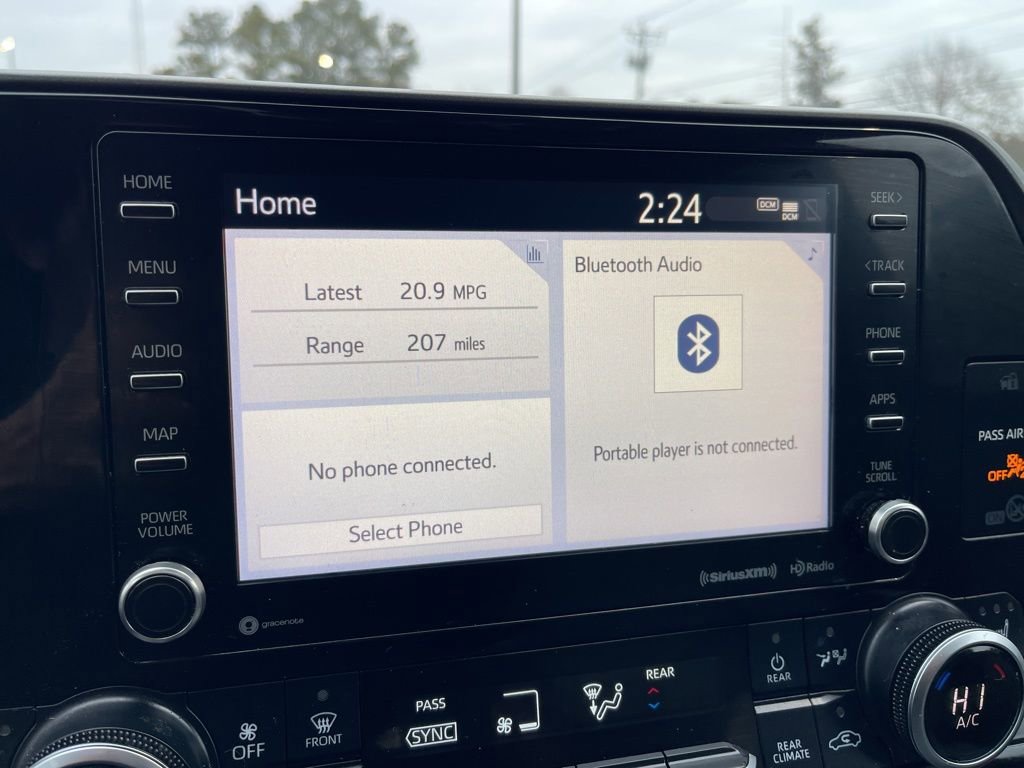 HOME
MENU
AUDIO
MAP
POWER
VOLUME
Home
2:24
DCM
DCM
Latest 20.9 MPG
Range 207 miles
No phone connected.
Select Phone
Bluetooth Audio
Portable player is not connected.
gracenote
((SiriusXM))
HD Radio
SEEK >
< TRACK
PHONE
APPS
TUNE
SCROLL
PASS AIR
OFF
OFF
FRONT
PASS
SYNC
REAR
REAR
REAR
CLIMATE
HI
A/C